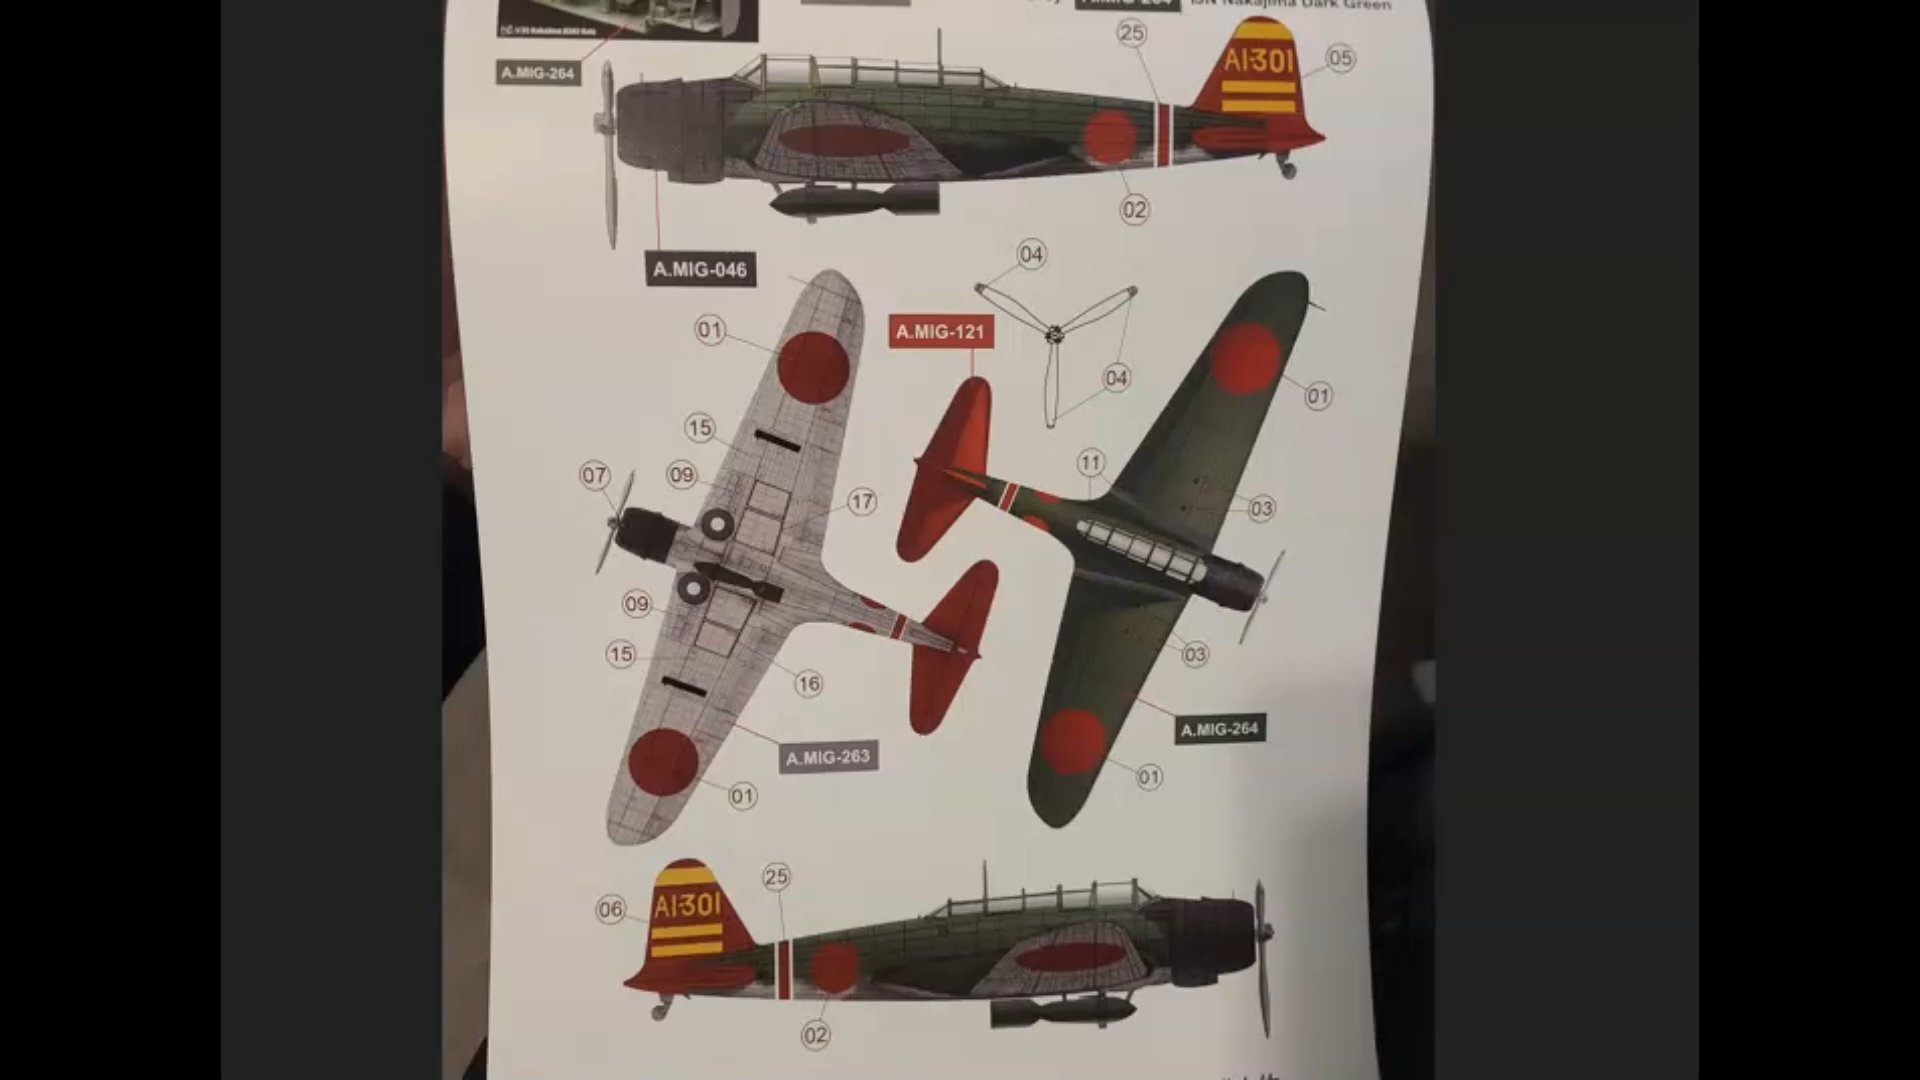 IJN Nakajima Dark Green
A.MIG-264
25
AI-301
05
02
A.MIG-046
04
01
A.MIG-121
04
01
15
11
07
09
17
03
09
15
03
16
A.MIG-264
A.MIG-263
01
01
25
06
AI-301
02